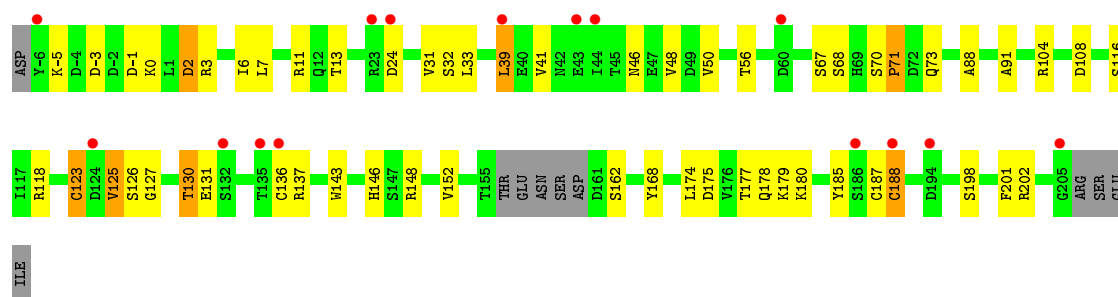 ASP Y-6 K-5 D-4 D-3 D-2 D-1 K0 L1 D2 R3 I6 L7 R11 Q12 T13 R23 D24 V31 S32 L33 L39 E40 V41 N42 E43 I44 T45 N46 E47 V48 D49 V50 T56 D60 S67 S68 H69 S70 P71 D72 Q73 A88 A91 R104 D108 S116
I117 R118 C123 D124 V125 S126 G127 T130 E131 S132 T135 C136 R137 W143 H146 S147 R148 V152 T155 THR GLU ASN SER ASP D161 S162 Y168 L174 D175 V176 T177 Q178 K179 K180 Y185 S186 C187 C188 D194 S198 F201 R202 G205 ARG SER GLU
ILE